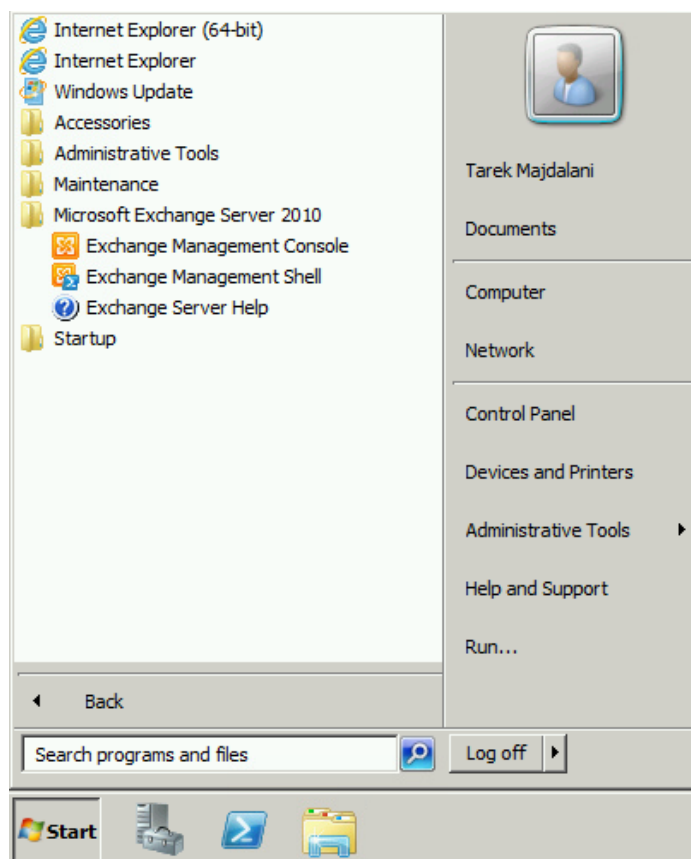 Internet Explorer (64-bit)
Internet Explorer
Windows Update
Accessories
Administrative Tools
Maintenance
Microsoft Exchange Server 2010
Exchange Management Console
Exchange Management Shell
Exchange Server Help
Startup
Back
Search programs and files
Tarek Majdalani
Documents
Computer
Network
Control Panel
Devices and Printers
Administrative Tools
Help and Support
Run...
Log off
Start